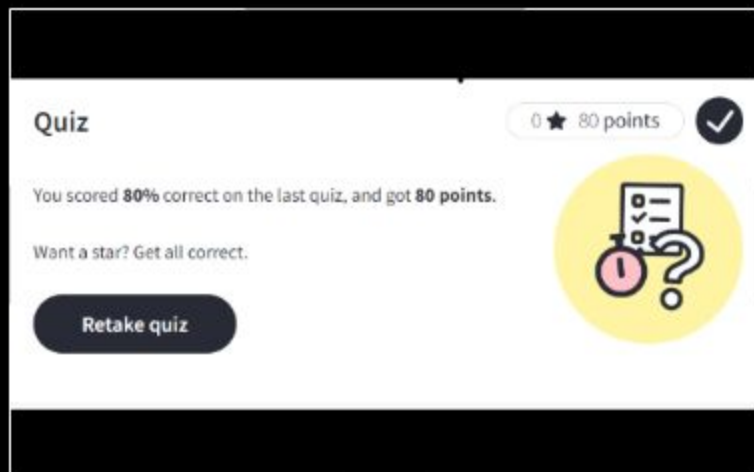 Quiz
0 ★ 80 points
You scored 80% correct on the last quiz, and got 80 points.
Want a star? Get all correct.
Retake quiz